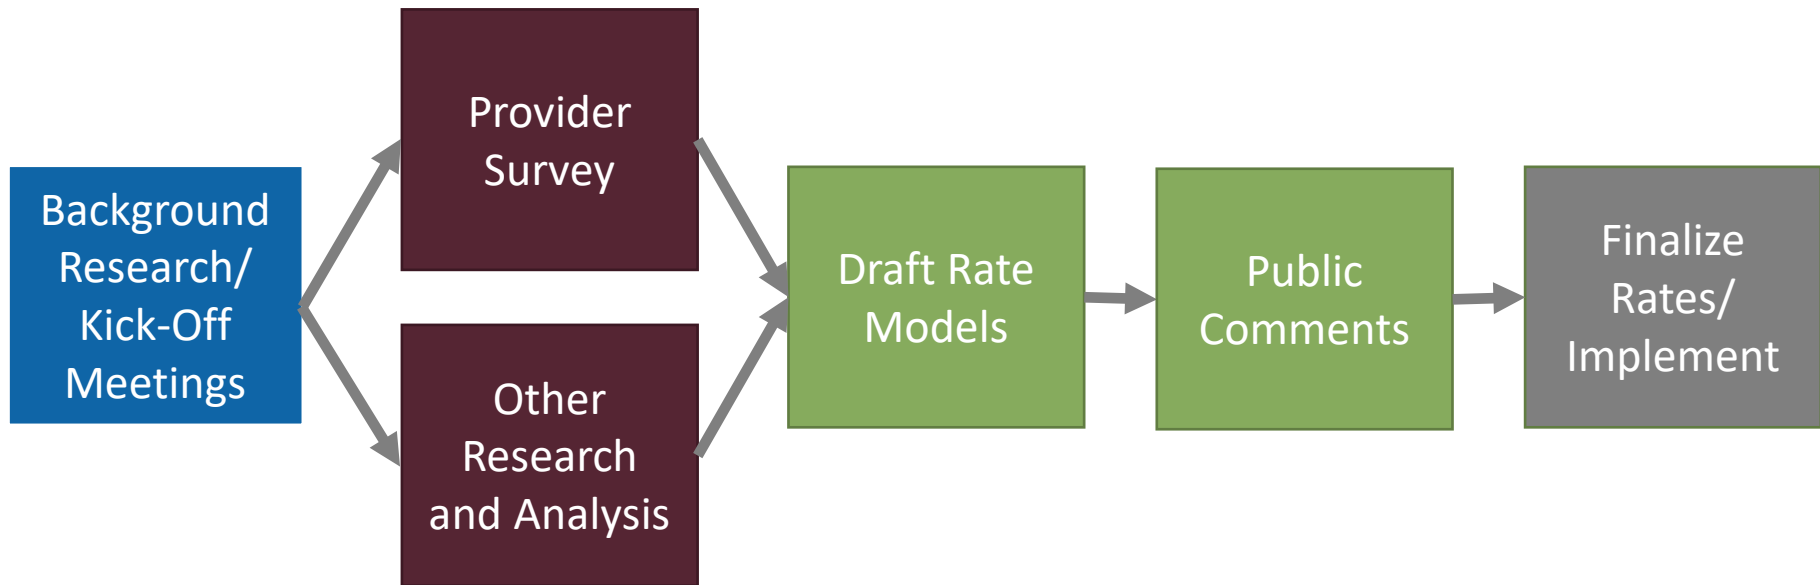 Background
Research/
Kick-Off
Meetings
Provider
Survey
Other
Research
and Analysis
Draft Rate
Models
Public
Comments
Finalize
Rates/
Implement